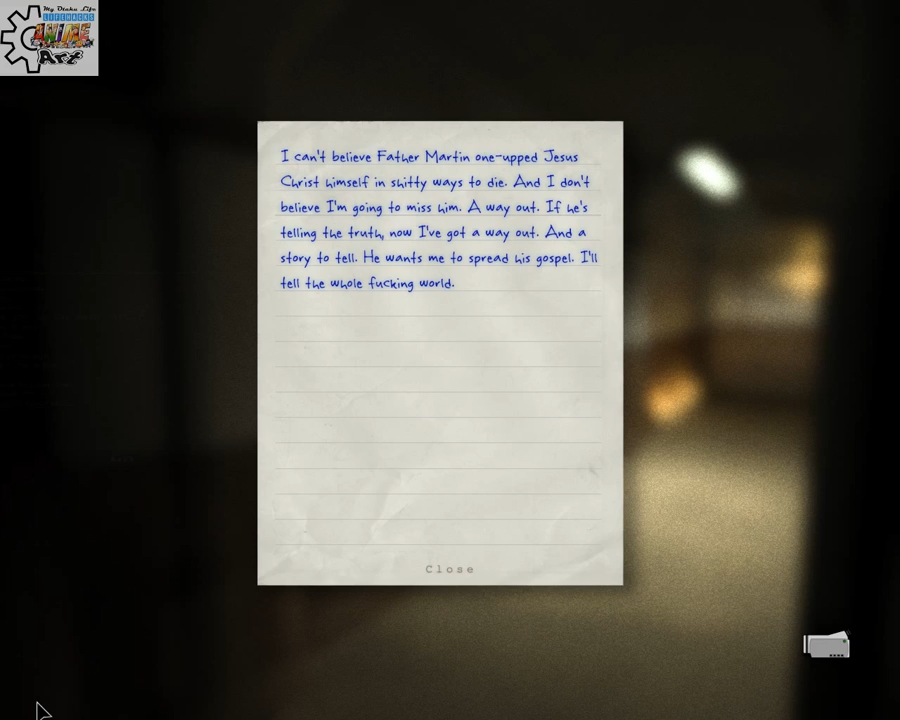 My Otaku Life
LIFEHACKS
ANIME
Art
I can't believe Father Martin one-upped Jesus
Christ himself in shitty ways to die. And I don't
believe I'm going to miss him. A way out. If he's
telling the truth, now I've got a way out. And a
story to tell. He wants me to spread his gospel. I'll
tell the whole fucking world.
Close